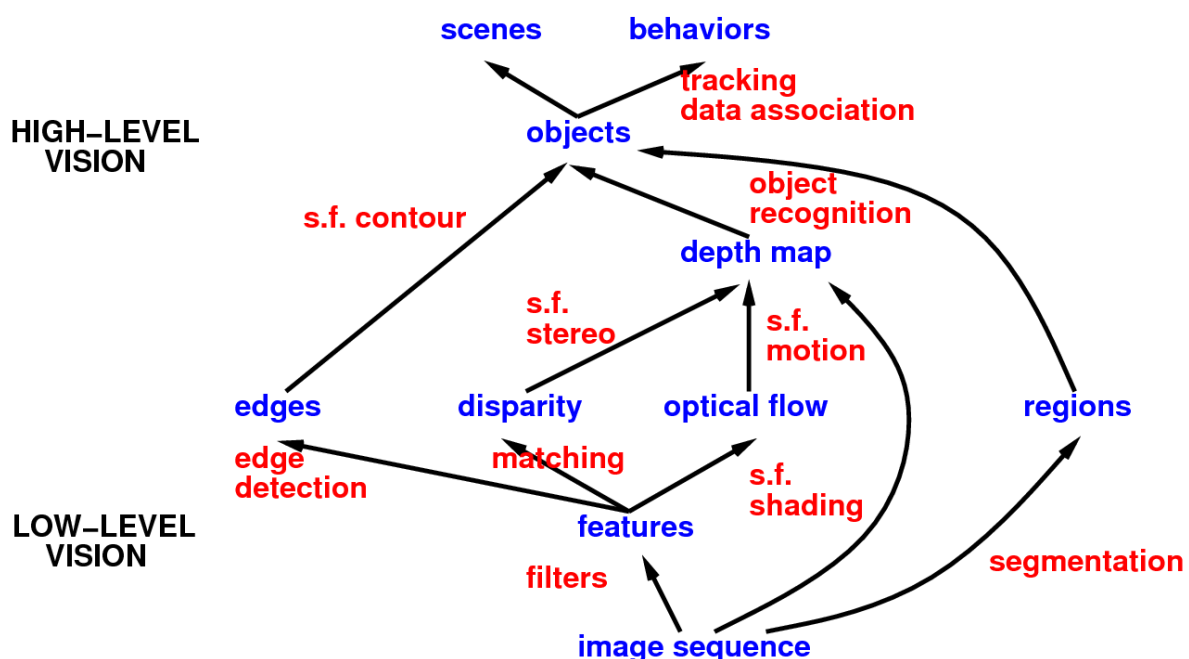 scenes
behaviors
tracking
data association
HIGH–LEVEL
VISION
objects
object
recognition
s.f. contour
depth map
s.f.
stereo
s.f.
motion
edges
disparity
optical flow
regions
edge
detection
matching
s.f.
shading
LOW–LEVEL
VISION
features
filters
segmentation
image sequence